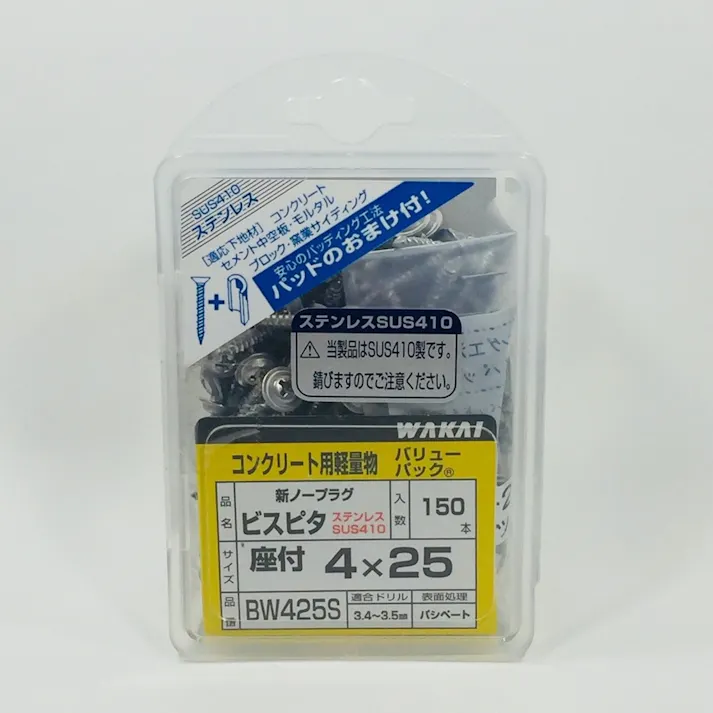 SUS410
ステンレス
[適応下地材] コンクリート
セメント中空板・モルタル
ブロック・窯業サイディング
安心のパッディング工法
パッドのおまけ付!
ステンレスSUS410
当製品はSUS410製です。
錆びますのでご注意ください。
WAKAI
コンクリート用軽量物 バリューパック®
品名 新ノープラグ ビスピタ ステンレス SUS410 入数 150本
サイズ 座付 4×25
品番 BW425S 適合ドリル 3.4~3.5mm 表面処理 パシペート